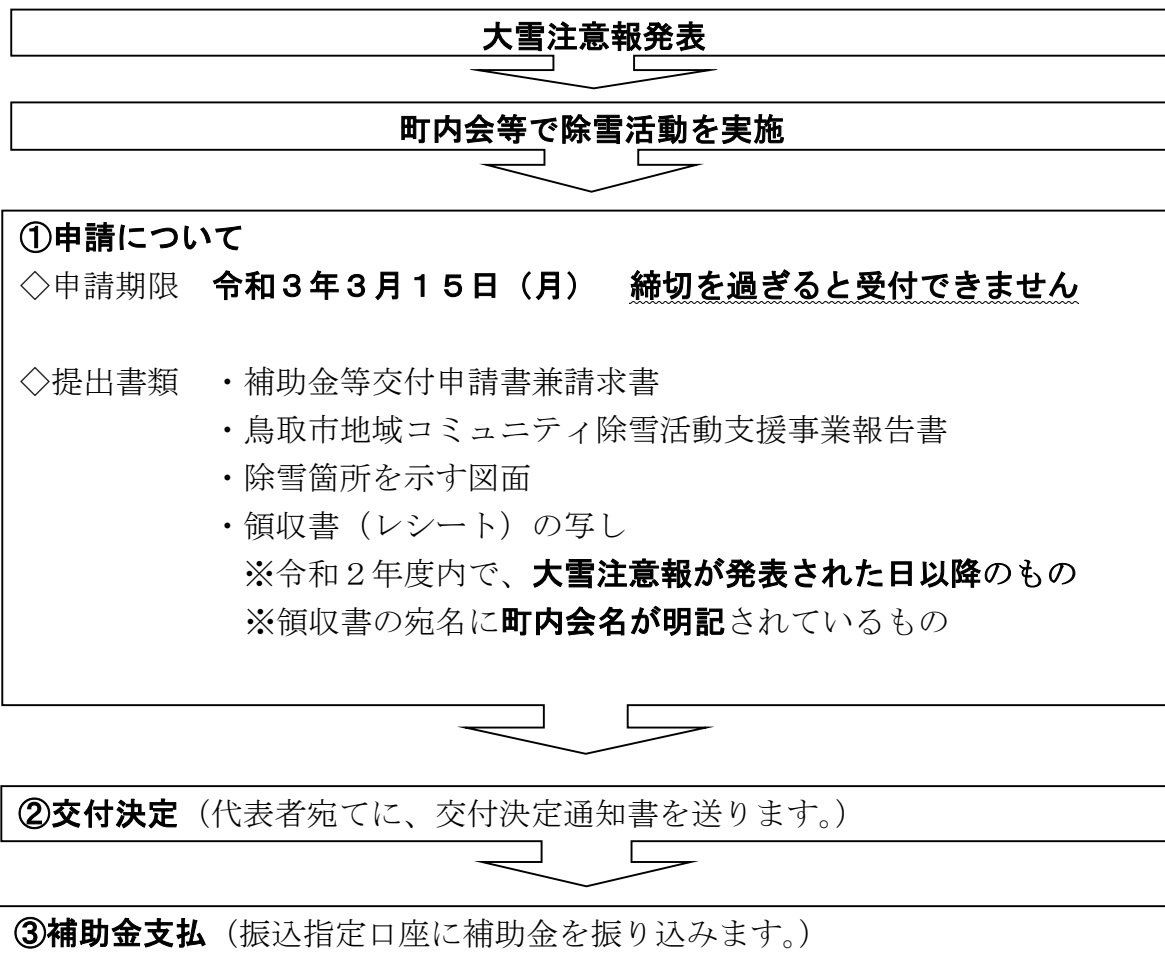 大雪注意報発表
町内会等で除雪活動を実施
①申請について
◇申請期限　令和３年３月１５日（月）　締切を過ぎると受付できません
◇提出書類　・補助金等交付申請書兼請求書
・鳥取市地域コミュニティ除雪活動支援事業報告書
・除雪箇所を示す図面
・領収書（レシート）の写し
※令和２年度内で、大雪注意報が発表された日以降のもの
※領収書の宛名に町内会名が明記されているもの
②交付決定（代表者宛てに、交付決定通知書を送ります。）
③補助金支払（振込指定口座に補助金を振り込みます。）